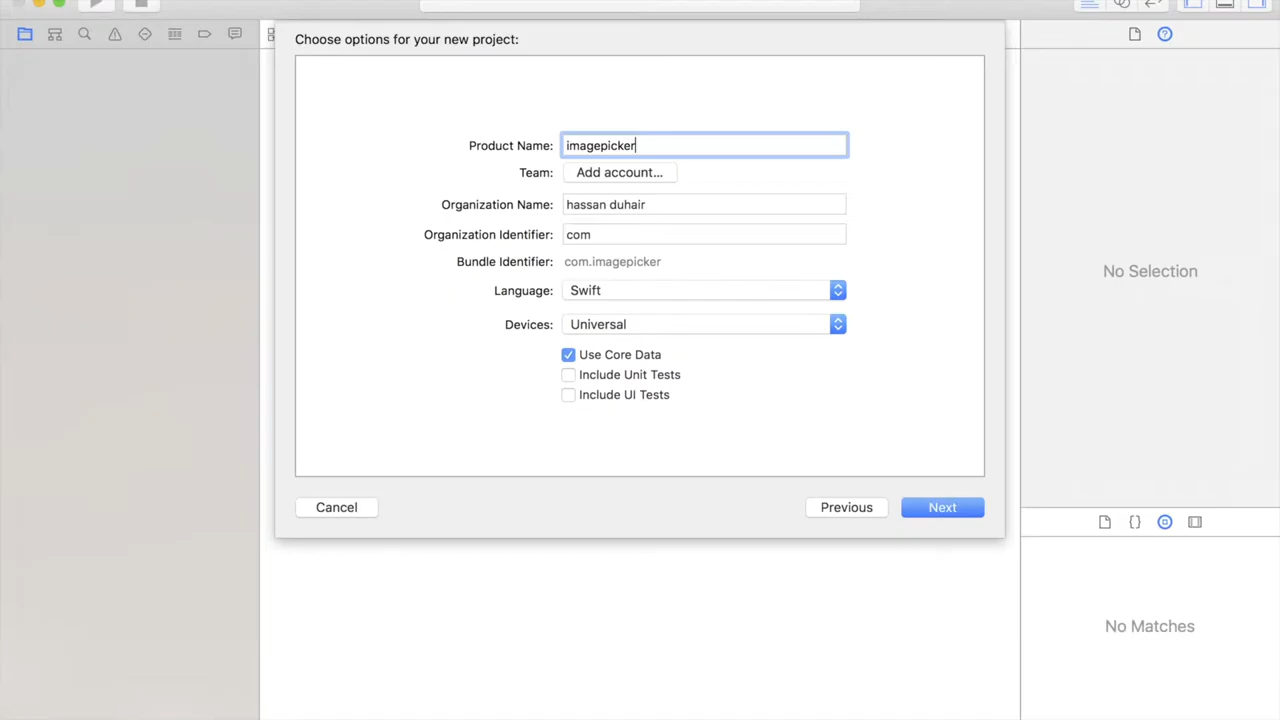 Choose options for your new project:
Product Name: imagepicker
Team: Add account...
Organization Name: hassan duhair
Organization Identifier: com
Bundle Identifier: com.imagepicker
Language: Swift
Devices: Universal
Use Core Data
Include Unit Tests
Include UI Tests
Cancel Previous Next
No Selection
No Matches